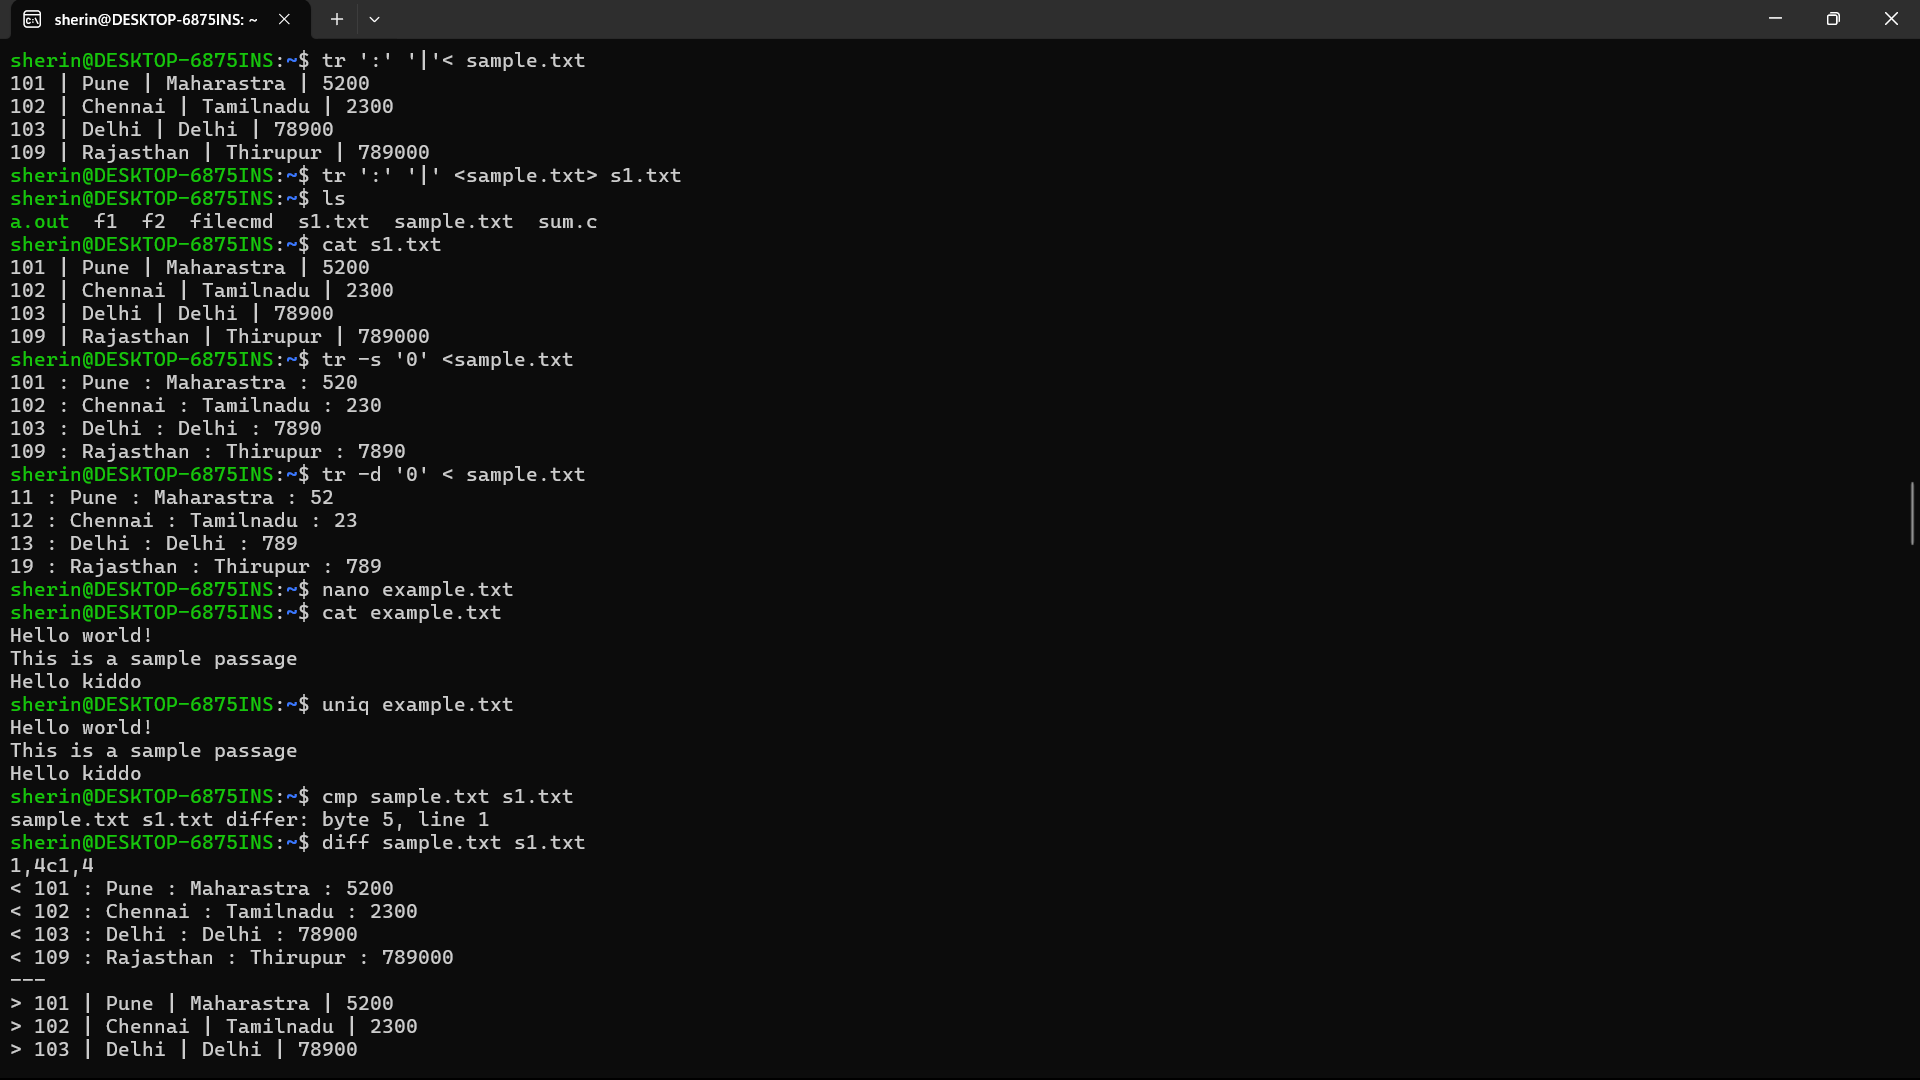 sherin@DESKTOP-6875INS: ~
sherin@DESKTOP-6875INS:~$ tr ':' '|'< sample.txt
101 | Pune | Maharastra | 5200
102 | Chennai | Tamilnadu | 2300
103 | Delhi | Delhi | 78900
109 | Rajasthan | Thirupur | 789000
sherin@DESKTOP-6875INS:~$ tr ':' '|' <sample.txt> s1.txt
sherin@DESKTOP-6875INS:~$ ls
a.out  f1  f2  filecmd  s1.txt  sample.txt  sum.c
sherin@DESKTOP-6875INS:~$ cat s1.txt
101 | Pune | Maharastra | 5200
102 | Chennai | Tamilnadu | 2300
103 | Delhi | Delhi | 78900
109 | Rajasthan | Thirupur | 789000
sherin@DESKTOP-6875INS:~$ tr -s '0' <sample.txt
101 : Pune : Maharastra : 520
102 : Chennai : Tamilnadu : 230
103 : Delhi : Delhi : 7890
109 : Rajasthan : Thirupur : 7890
sherin@DESKTOP-6875INS:~$ tr -d '0' < sample.txt
11 : Pune : Maharastra : 52
12 : Chennai : Tamilnadu : 23
13 : Delhi : Delhi : 789
19 : Rajasthan : Thirupur : 789
sherin@DESKTOP-6875INS:~$ nano example.txt
sherin@DESKTOP-6875INS:~$ cat example.txt
Hello world!
This is a sample passage
Hello kiddo
sherin@DESKTOP-6875INS:~$ uniq example.txt
Hello world!
This is a sample passage
Hello kiddo
sherin@DESKTOP-6875INS:~$ cmp sample.txt s1.txt
sample.txt s1.txt differ: byte 5, line 1
sherin@DESKTOP-6875INS:~$ diff sample.txt s1.txt
1,4c1,4
< 101 : Pune : Maharastra : 5200
< 102 : Chennai : Tamilnadu : 2300
< 103 : Delhi : Delhi : 78900
< 109 : Rajasthan : Thirupur : 789000
---
> 101 | Pune | Maharastra | 5200
> 102 | Chennai | Tamilnadu | 2300
> 103 | Delhi | Delhi | 78900